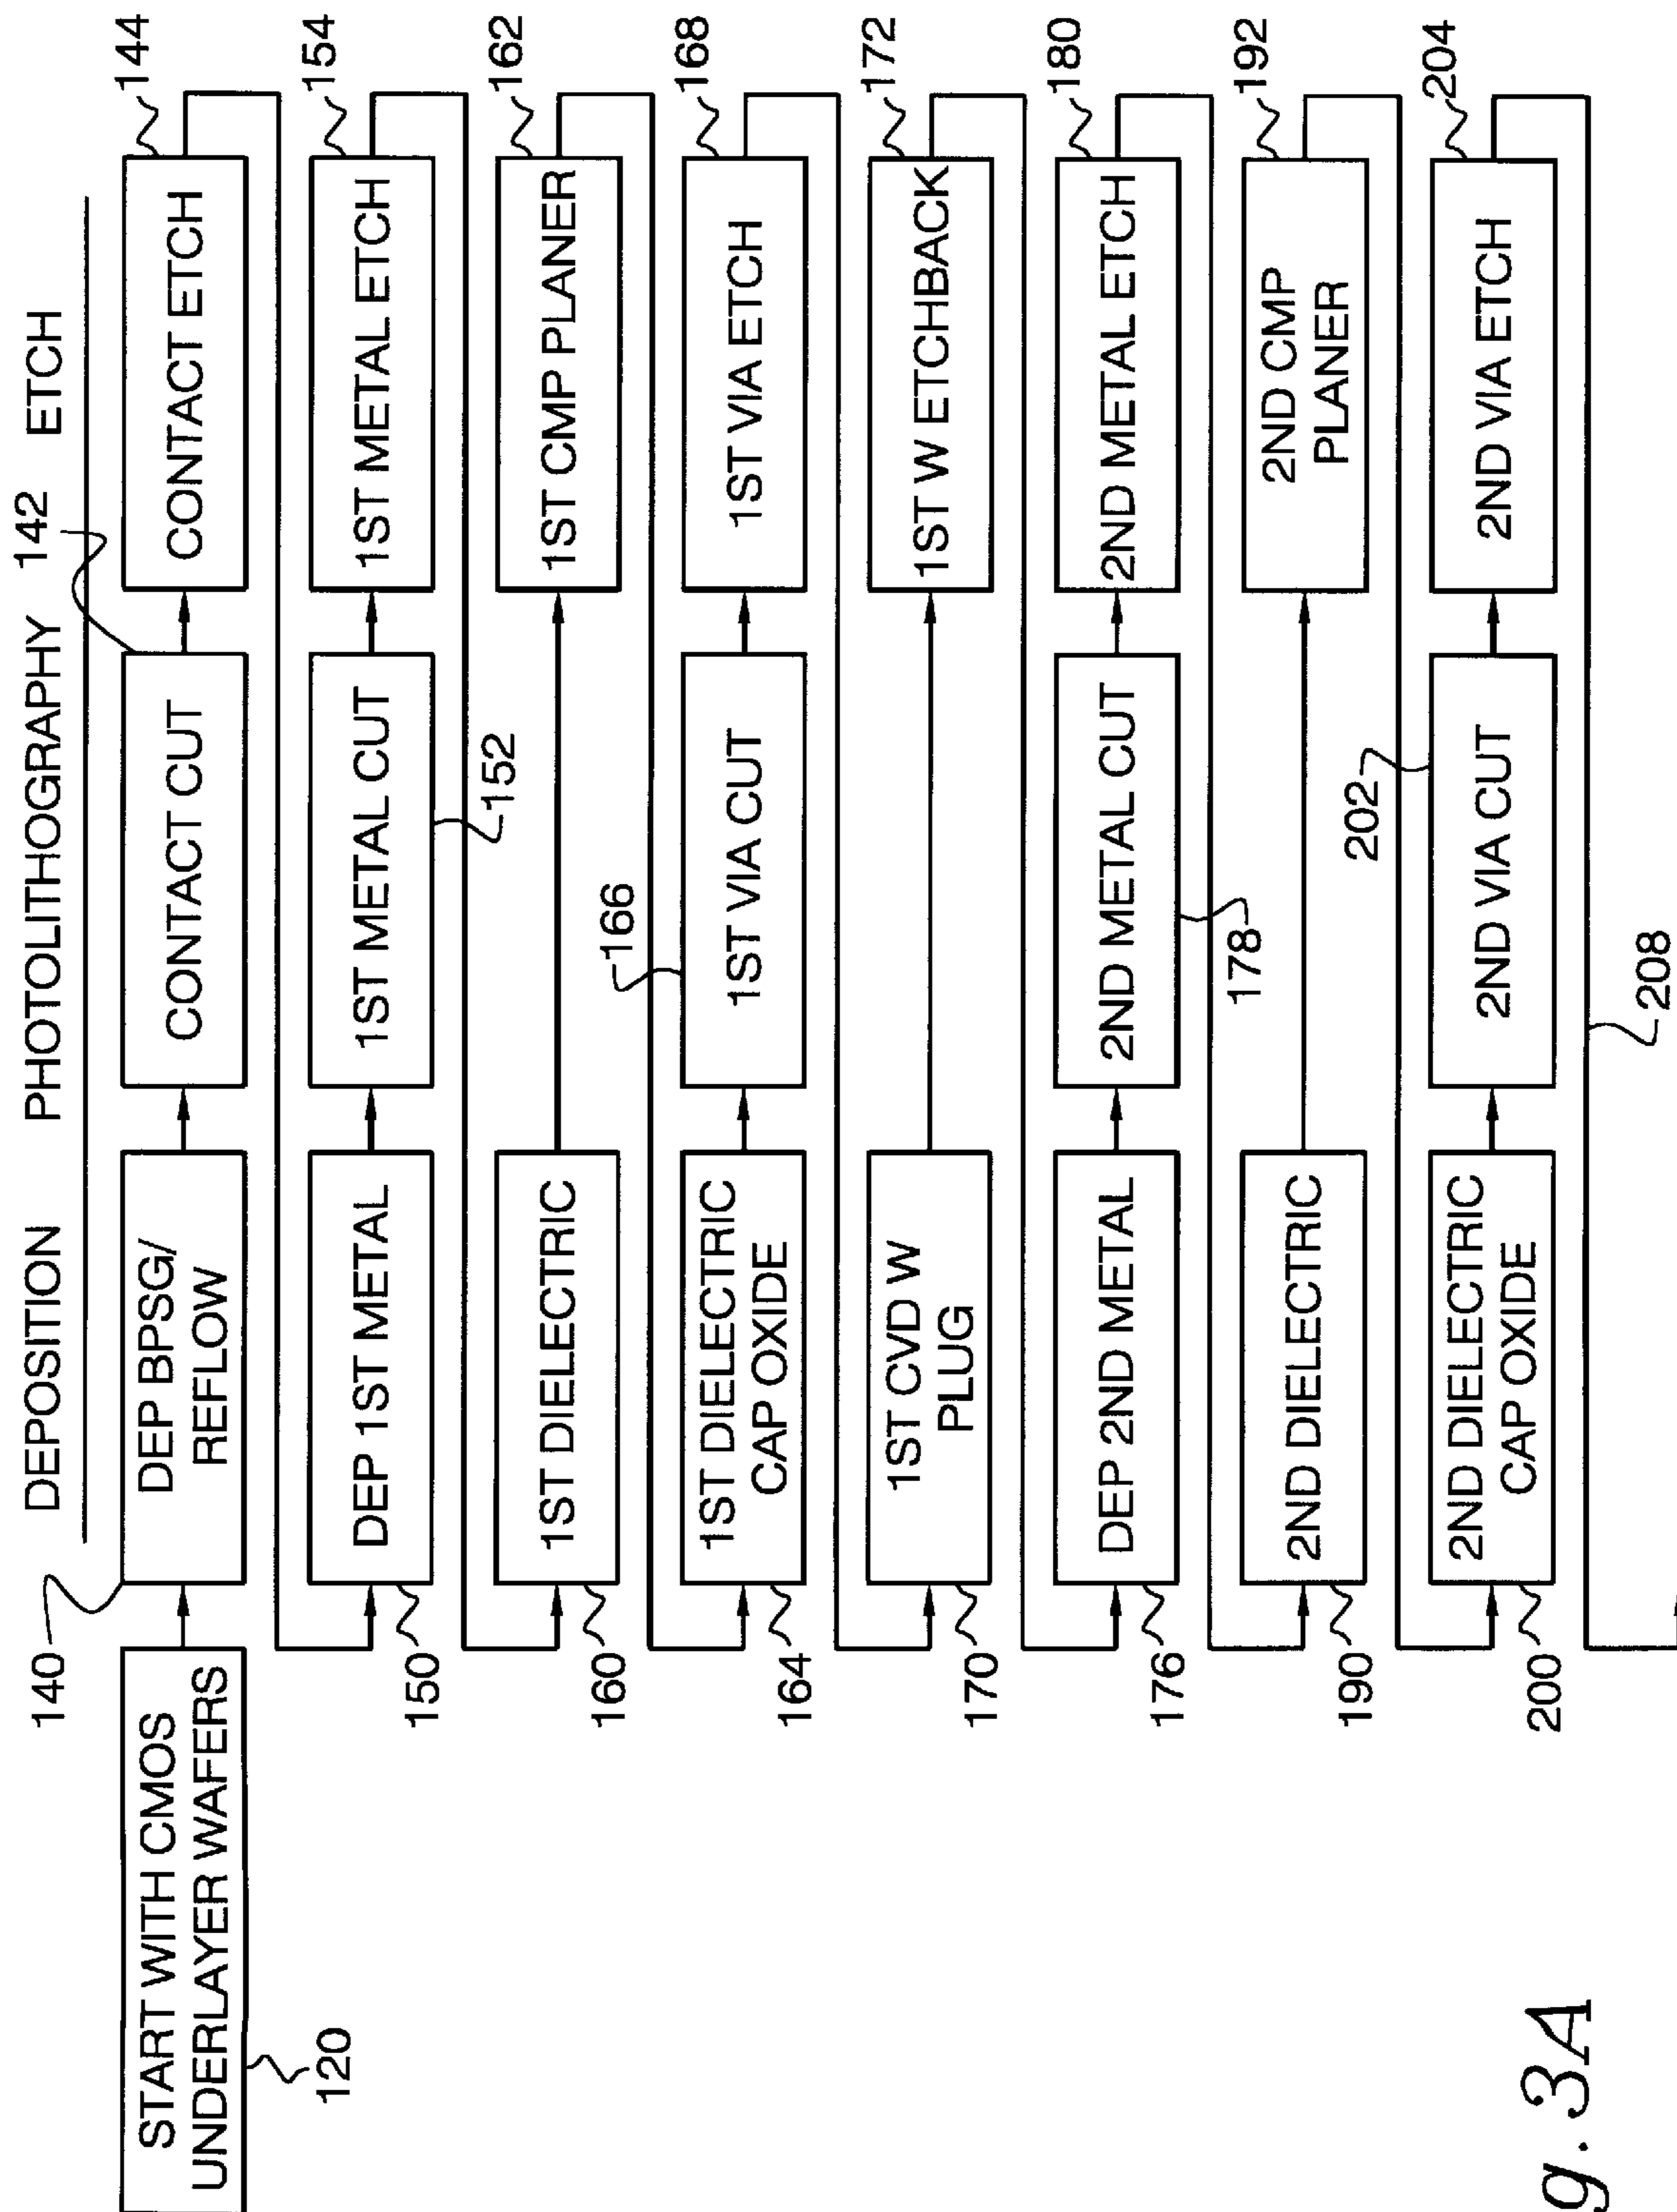 DEPOSITION PHOTOLITHOGRAPHY ETCH
120
START WITH CMOS
UNDERLAYER WAFERS
140
DEP BPSG/
REFLOW
142
CONTACT CUT
144
CONTACT ETCH
150
DEP 1ST METAL
152
1ST METAL CUT
154
1ST METAL ETCH
160
1ST DIELECTRIC
162
1ST CMP PLANER
164
1ST DIELECTRIC
CAP OXIDE
166
1ST VIA CUT
168
1ST VIA ETCH
170
1ST CVD W
PLUG
172
1ST W ETCHBACK
176
DEP 2ND METAL
178
2ND METAL CUT
180
2ND METAL ETCH
190
2ND DIELECTRIC
192
2ND CMP
PLANER
200
2ND DIELECTRIC
CAP OXIDE
202
2ND VIA CUT
204
2ND VIA ETCH
208
g. 3A